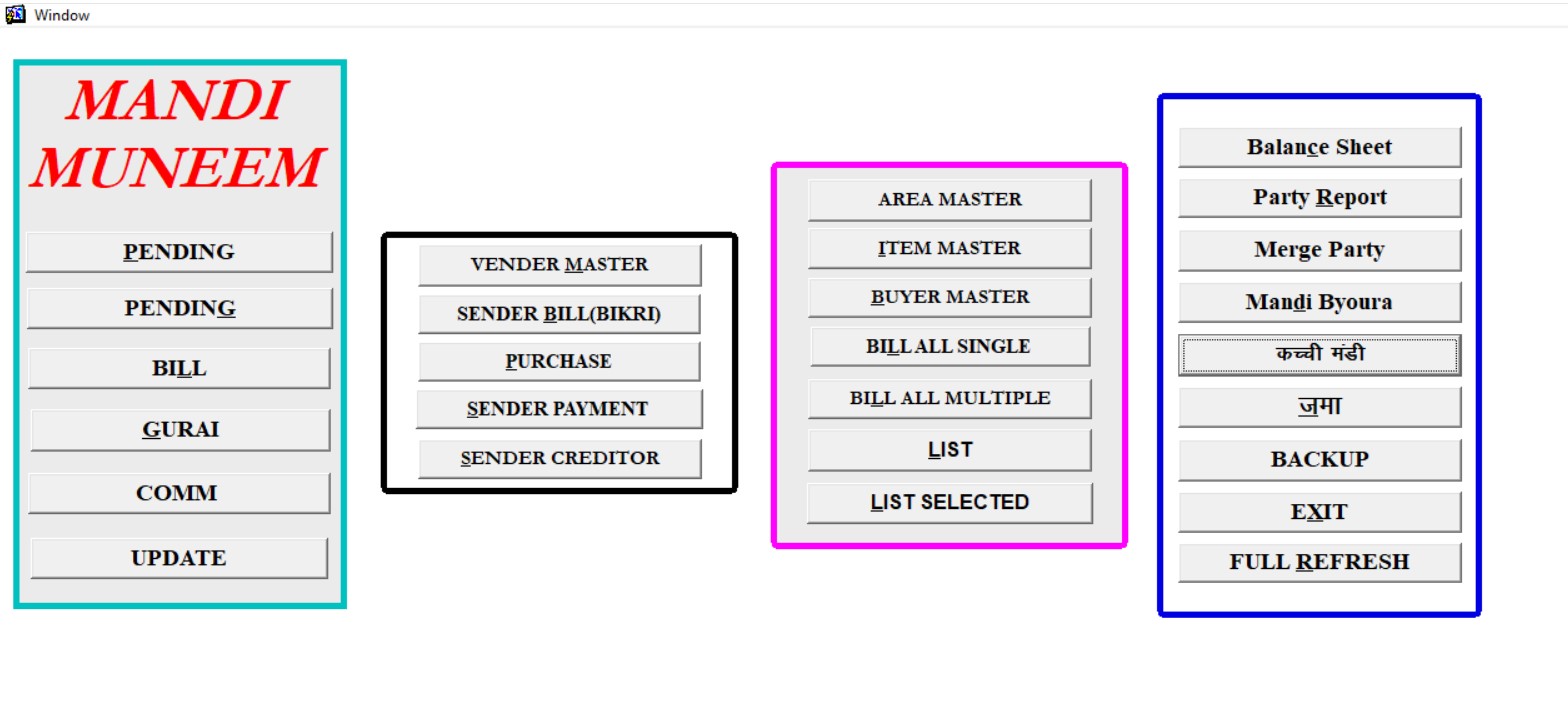 Window
MANDI
MUNEEM
PENDING
PENDING
BILL
GURAI
COMM
UPDATE
VENDER MASTER
SENDER BILL(BIKRI)
PURCHASE
SENDER PAYMENT
SENDER CREDITOR
AREA MASTER
ITEM MASTER
BUYER MASTER
BILL ALL SINGLE
BILL ALL MULTIPLE
LIST
LIST SELECTED
Balance Sheet
Party Report
Merge Party
Mandi Byoura
कच्ची मंडी
जमा
BACKUP
EXIT
FULL REFRESH